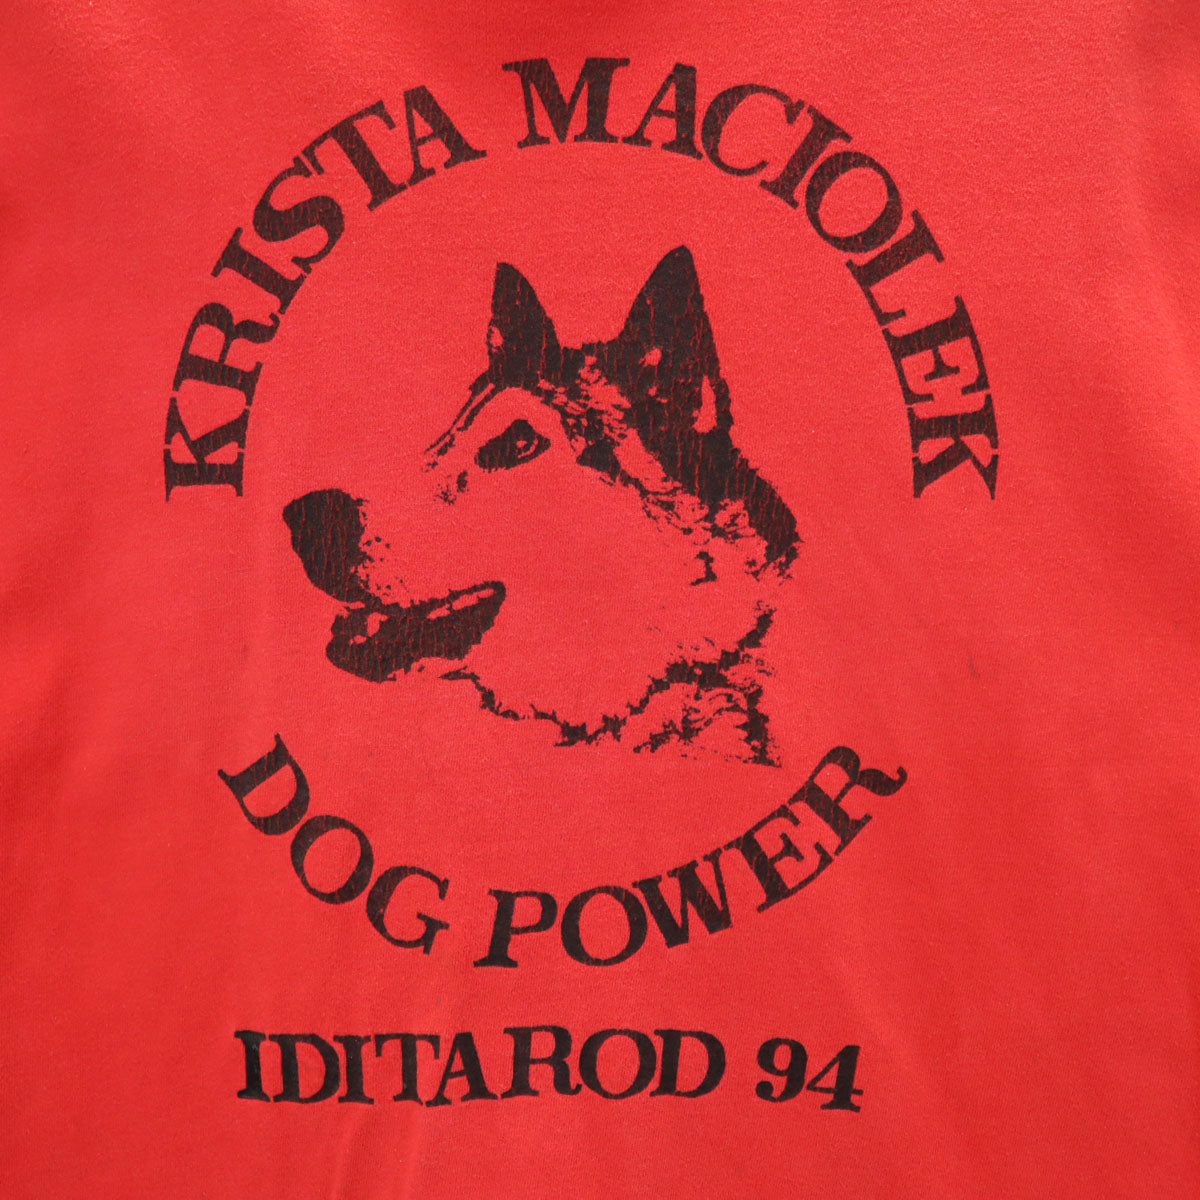 KRISTA MACIOLEK
DOG POWER
IDITAROD 94